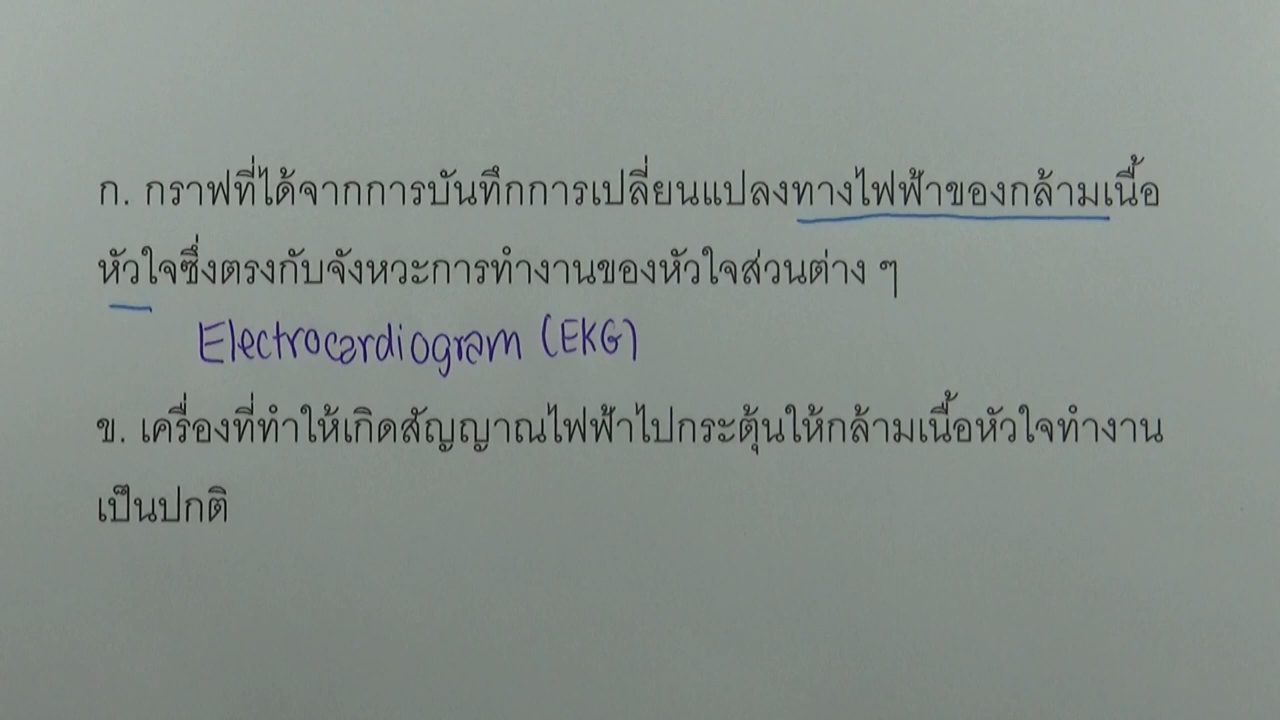 ก. กราฟที่ได้จากการบันทึกการเปลี่ยนแปลงทางไฟฟ้าของกล้ามเนื้อ
หัวใจซึ่งตรงกับจังหวะการทำงานของหัวใจส่วนต่าง ๆ
Electrocardiogram (EKG)
ข. เครื่องที่ทำให้เกิดสัญญาณไฟฟ้าไปกระตุ้นให้กล้ามเนื้อหัวใจทำงาน
เป็นปกติ